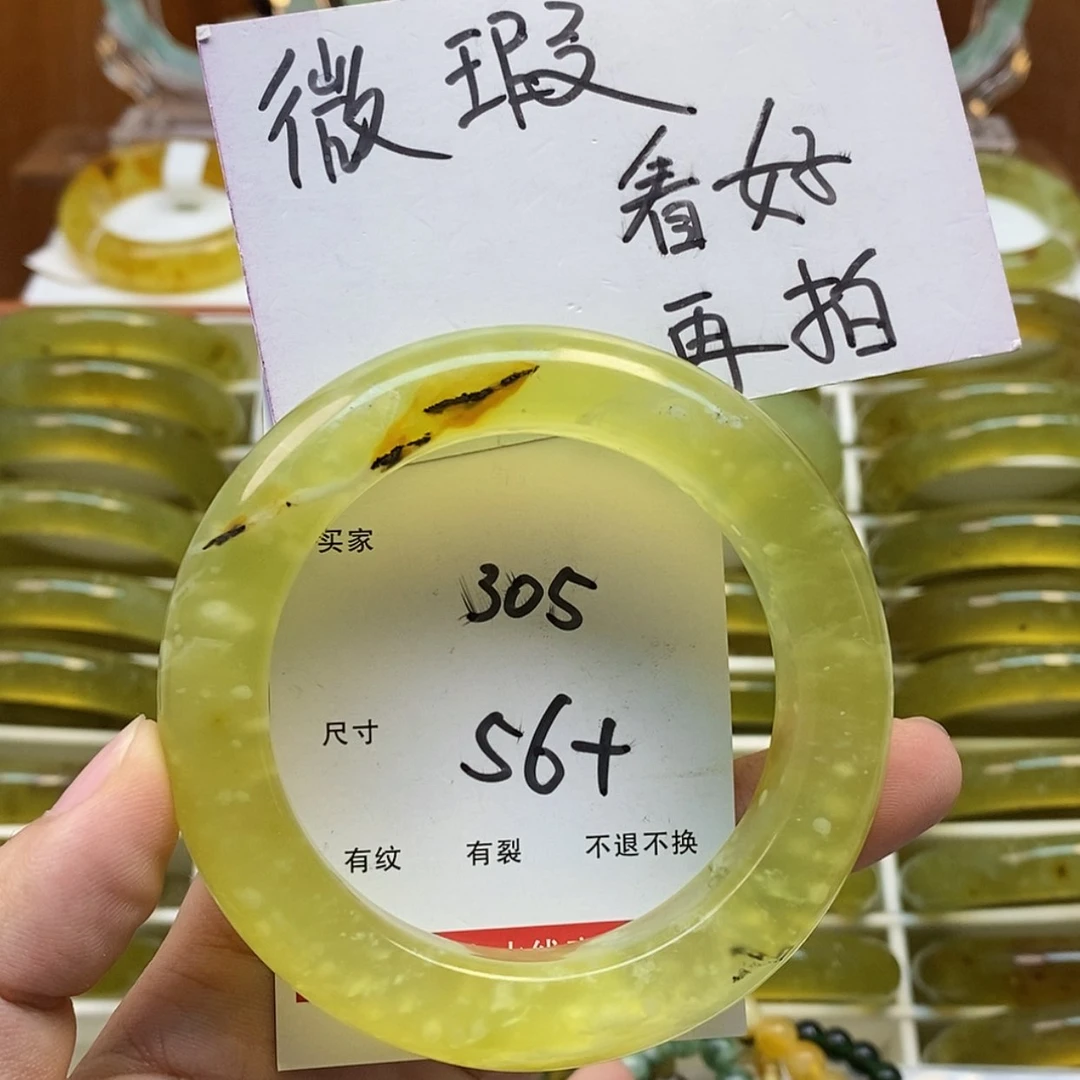 微瑕
看好
再拍
买家
305
尺寸
56+
有纹 有裂 不退不换